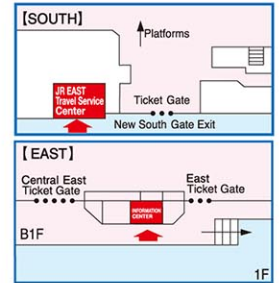 【SOUTH】
Platforms
JR EAST
Travel Service
Center
Ticket Gate
New South Gate Exit
【EAST】
Central East
Ticket Gate
East
Ticket Gate
INFORMATION
CENTER
B1F
1F